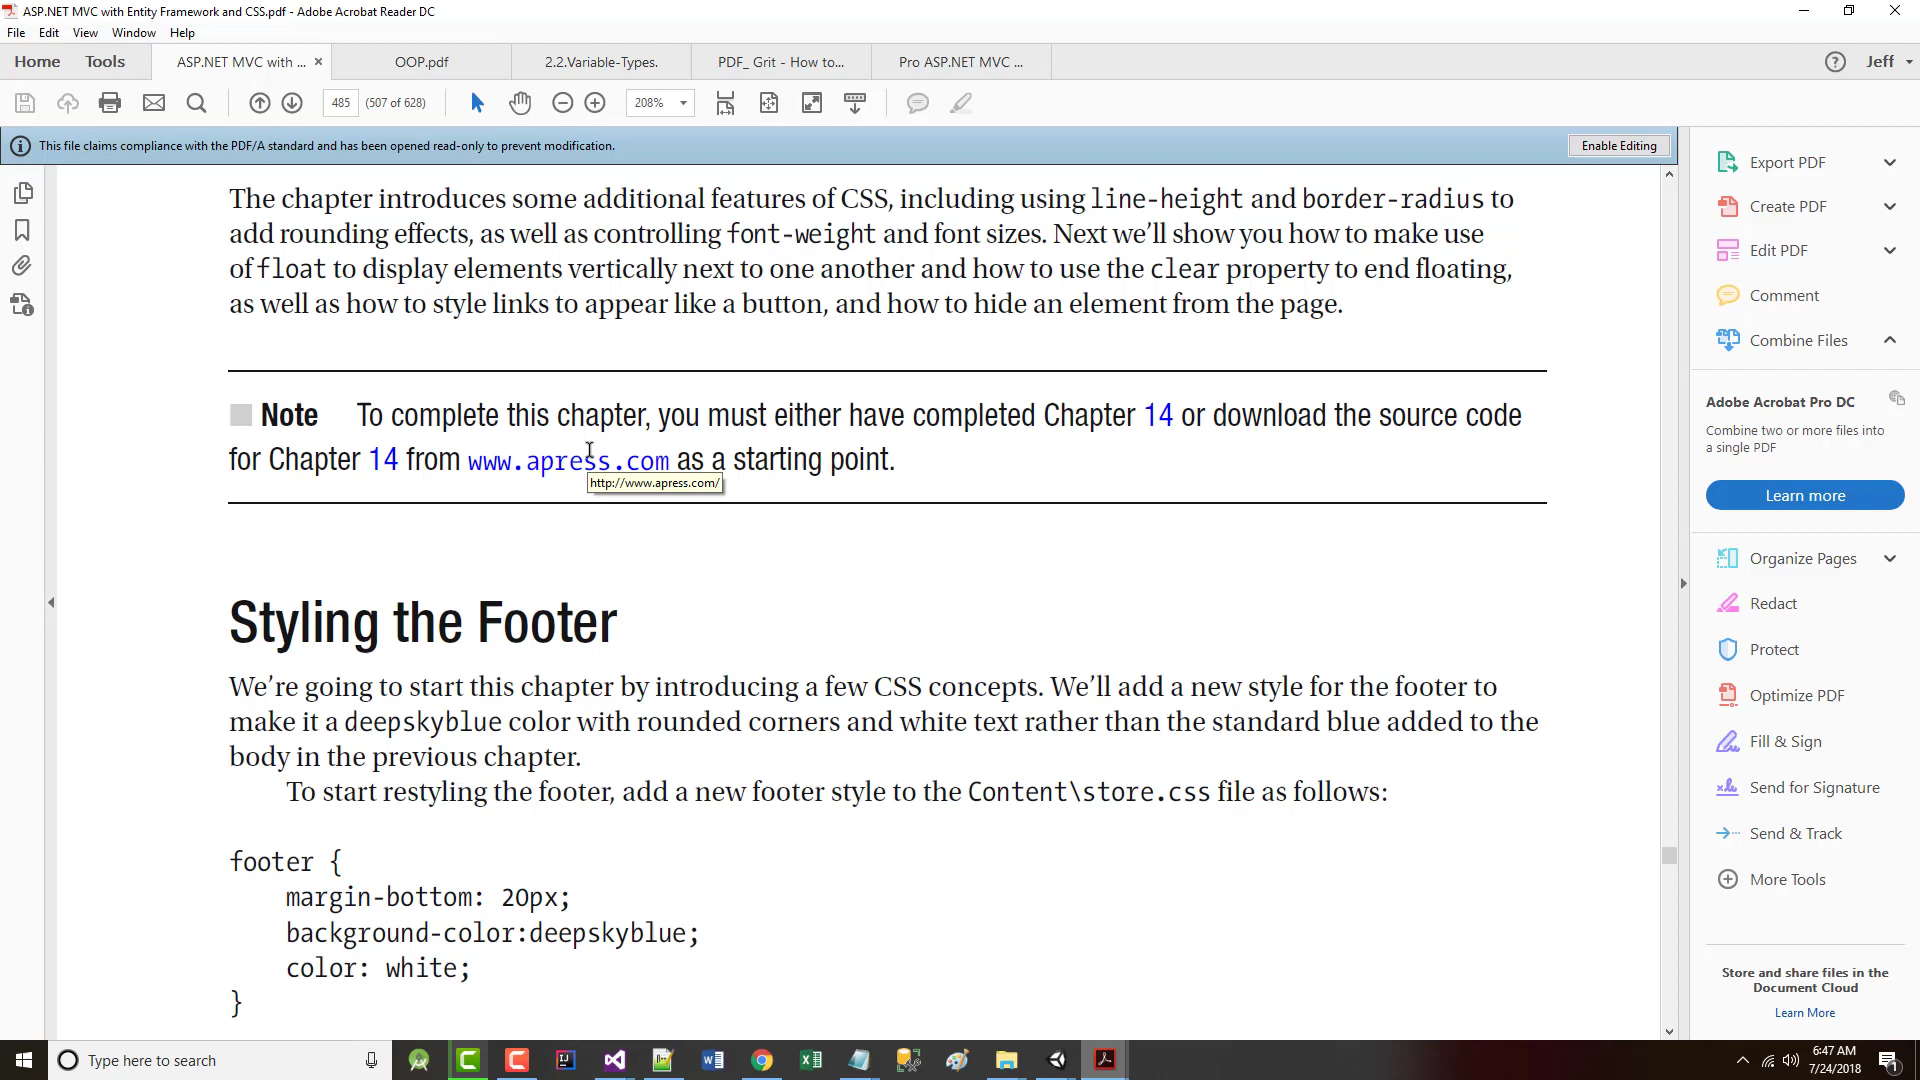 ASP.NET MVC with Entity Framework and CSS.pdf - Adobe Acrobat Reader DC
File Edit View Window Help
Home Tools ASP.NET MVC with ... × OOP.pdf 2.2.Variable-Types. PDF_ Grit - How to... Pro ASP.NET MVC ... Jeff
485 (507 of 628) 208%
This file claims compliance with the PDF/A standard and has been opened read-only to prevent modification. Enable Editing
The chapter introduces some additional features of CSS, including using line-height and border-radius to
add rounding effects, as well as controlling font-weight and font sizes. Next we’ll show you how to make use
of float to display elements vertically next to one another and how to use the clear property to end floating,
as well as how to style links to appear like a button, and how to hide an element from the page.
Note To complete this chapter, you must either have completed Chapter 14 or download the source code
for Chapter 14 from www.apress.com as a starting point.
http://www.apress.com/
Styling the Footer
We’re going to start this chapter by introducing a few CSS concepts. We’ll add a new style for the footer to
make it a deepskyblue color with rounded corners and white text rather than the standard blue added to the
body in the previous chapter.
To start restyling the footer, add a new footer style to the Content\store.css file as follows:
footer {
margin-bottom: 20px;
background-color:deepskyblue;
color: white;
}
Export PDF
Create PDF
Edit PDF
Comment
Combine Files
Adobe Acrobat Pro DC
Combine two or more files into
a single PDF
Learn more
Organize Pages
Redact
Protect
Optimize PDF
Fill & Sign
Send for Signature
Send & Track
More Tools
Store and share files in the
Document Cloud
Learn More
Type here to search
6:47 AM
7/24/2018